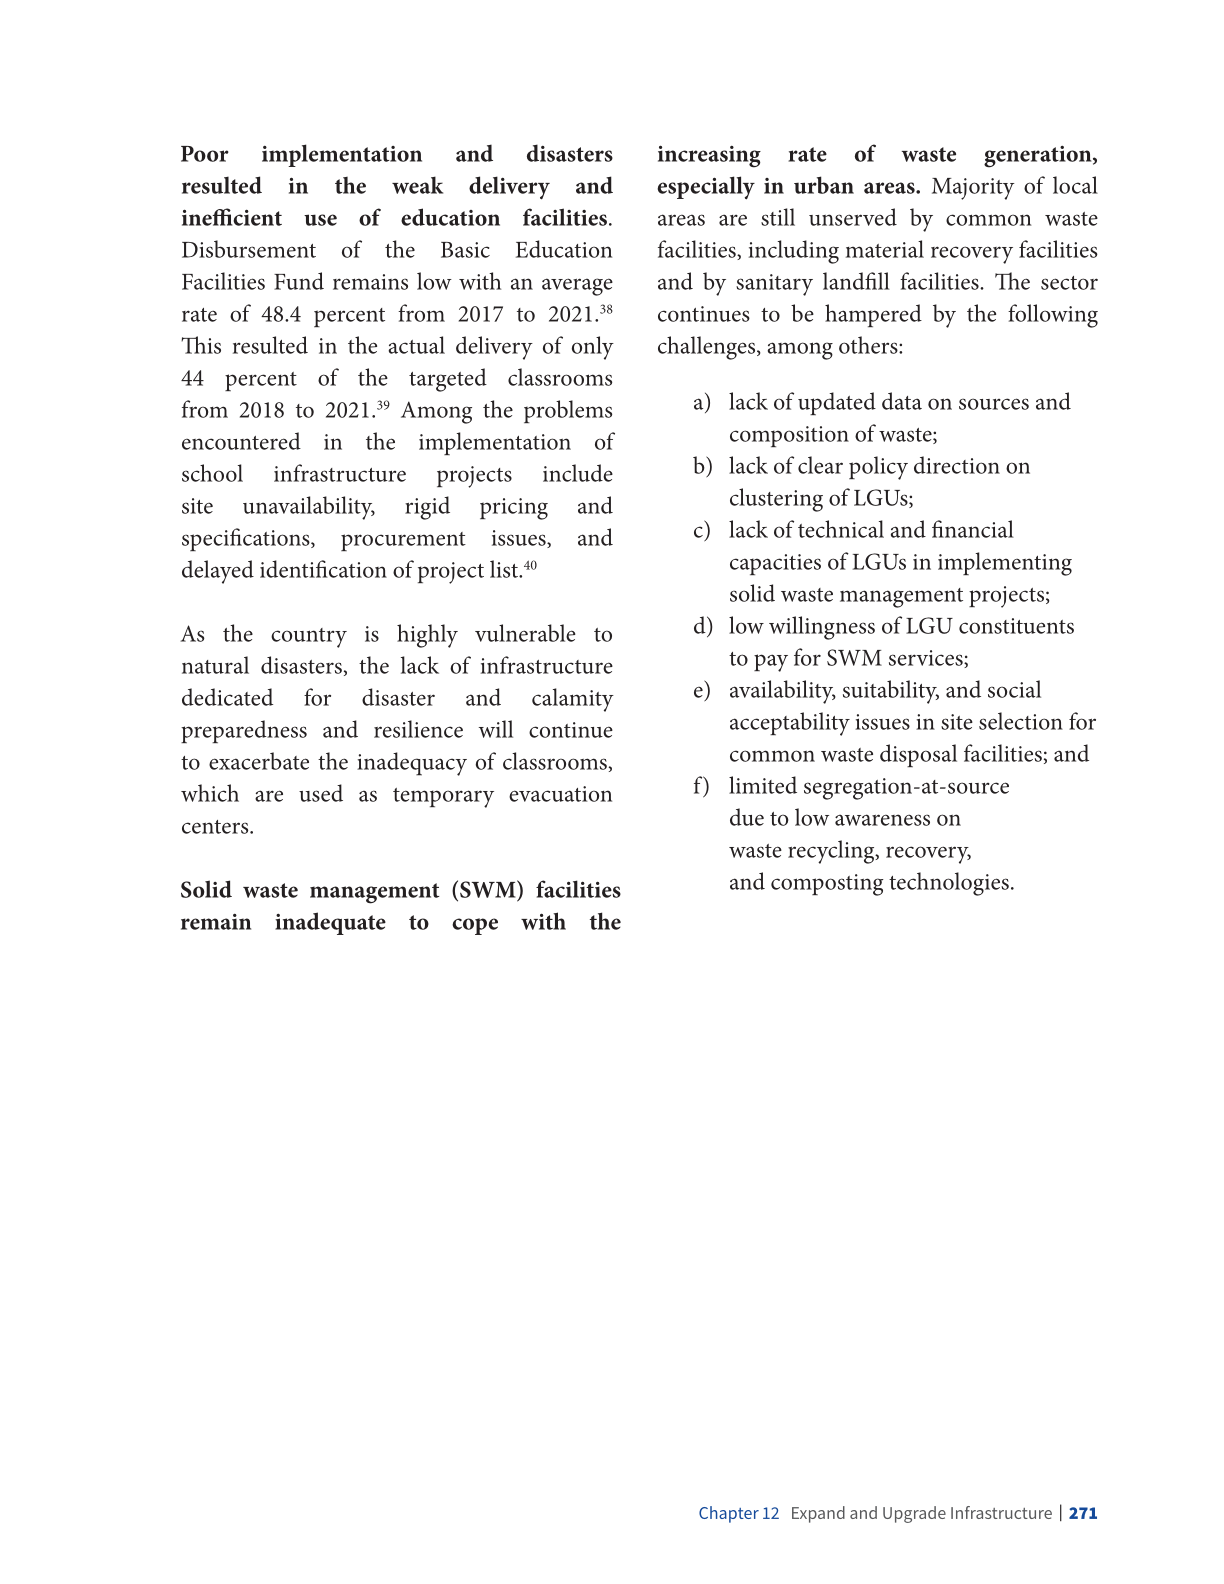 Poor implementation and disasters
resulted in the weak delivery and
inefficient use of education facilities.
Disbursement of the Basic Education
Facilities Fund remains low with an average
rate of 48.4 percent from 2017 to 2021.38
This resulted in the actual delivery of only
44 percent of the targeted classrooms
from 2018 to 2021.39 Among the problems
encountered in the implementation of
school infrastructure projects include
site unavailability, rigid pricing and
specifications, procurement issues, and
delayed identification of project list.40
As the country is highly vulnerable to
natural disasters, the lack of infrastructure
dedicated for disaster and calamity
preparedness and resilience will continue
to exacerbate the inadequacy of classrooms,
which are used as temporary evacuation
centers.
Solid waste management (SWM) facilities
remain inadequate to cope with the
increasing rate of waste generation,
especially in urban areas. Majority of local
areas are still unserved by common waste
facilities, including material recovery facilities
and by sanitary landfill facilities. The sector
continues to be hampered by the following
challenges, among others:
a) lack of updated data on sources and
composition of waste;
b) lack of clear policy direction on
clustering of LGUs;
c) lack of technical and financial
capacities of LGUs in implementing
solid waste management projects;
d) low willingness of LGU constituents
to pay for SWM services;
e) availability, suitability, and social
acceptability issues in site selection for
common waste disposal facilities; and
f) limited segregation-at-source
due to low awareness on
waste recycling, recovery,
and composting technologies.
Chapter 12 Expand and Upgrade Infrastructure | 271